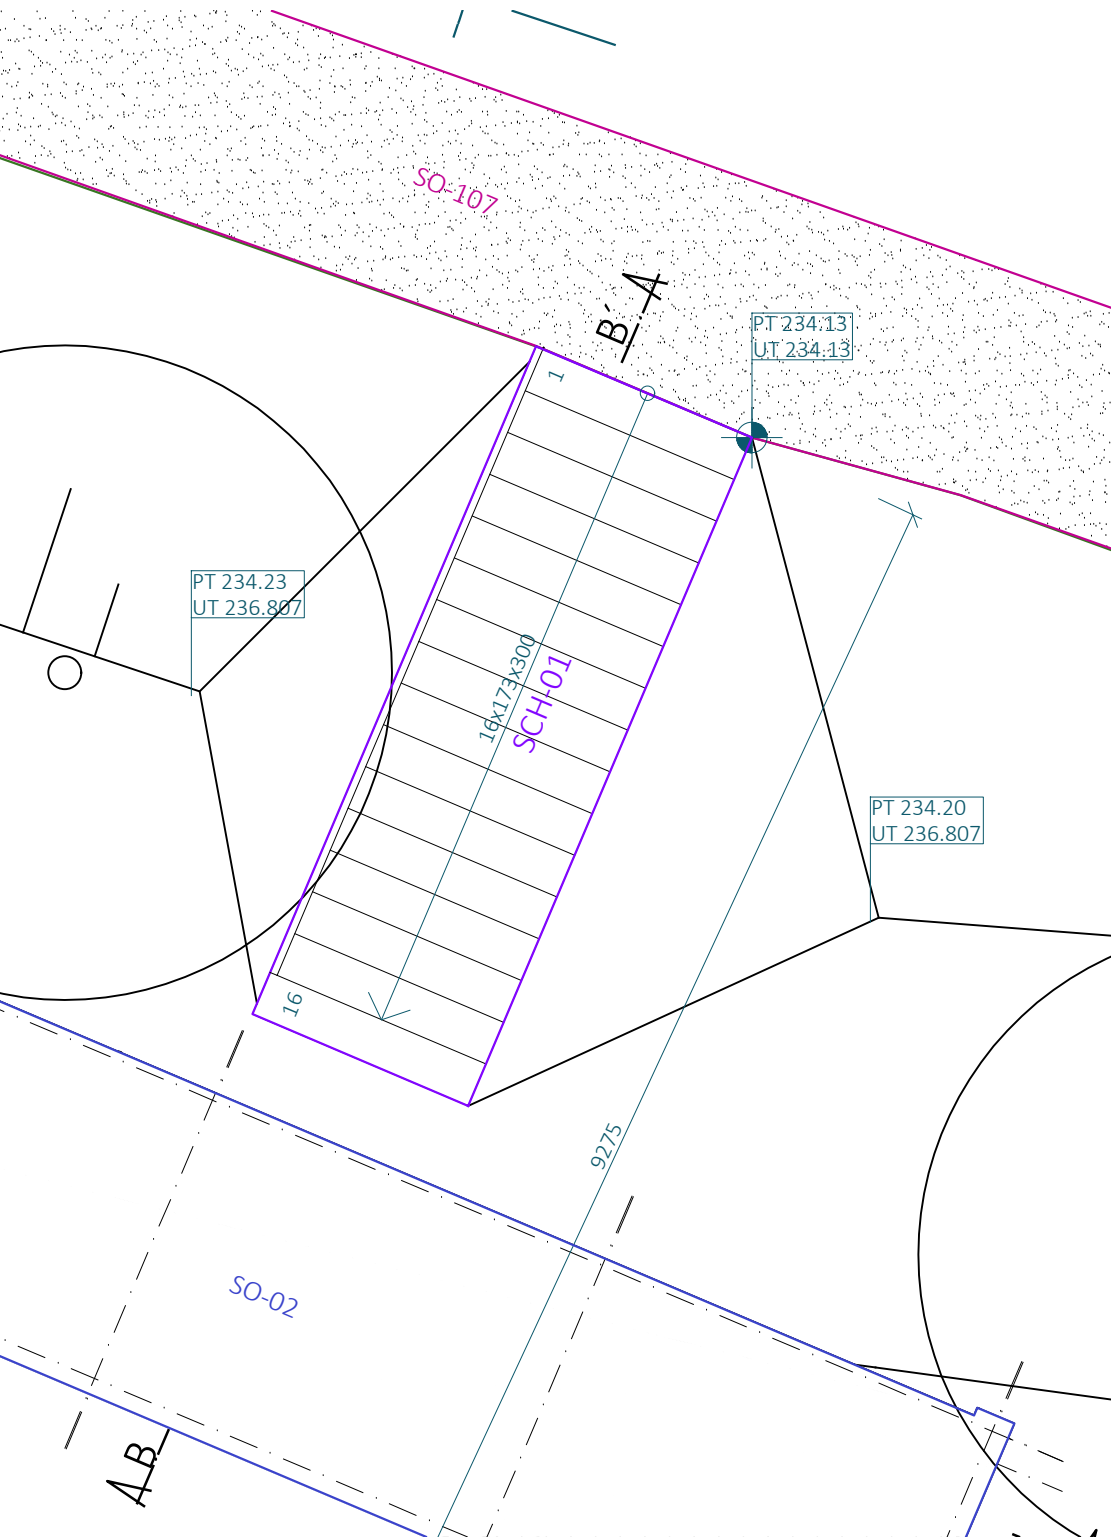 SO-107
B´ A
PT 234.13
UT 234.13
1
PT 234.23
UT 236.807
16x173x300
SCH-01
PT 234.20
UT 236.807
16
9275
SO-02
A B